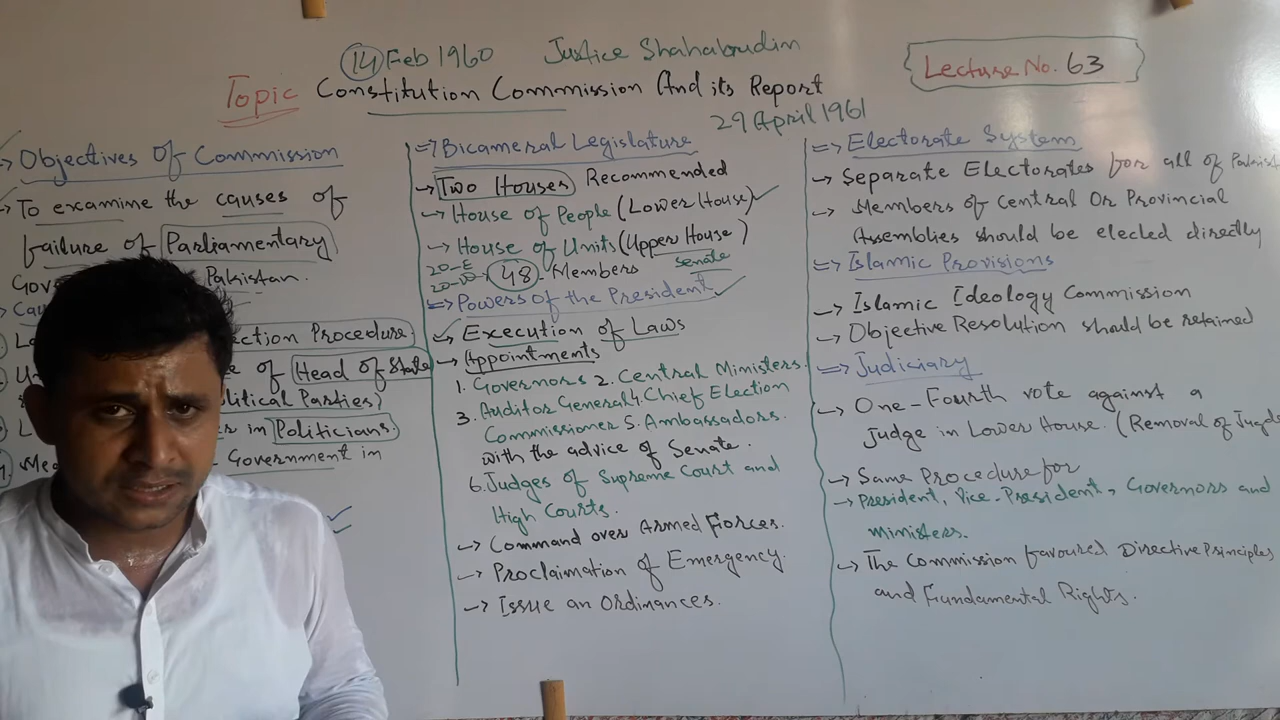 14 Feb 1960 Justice Shahabudin
Lecture No. 63
Topic Constitution Commission And its Report
29 April 1961
=> Objectives Of Commission
-> To examine the causes of
failure of Parliamentary
Pakistan.
ection Procedure.
e of Head of State
litical Parties)
in Politicians.
Government in
=> Bicameral Legislature
-> Two Houses Recommended
-> House of People (Lower House)
-> House of Units (Upper House)
20-E
48 - Members Senate
=> Powers of the President
Execution of Laws
-> Appointments
1. Governors 2. Central Ministers.
3. Auditor General 4. Chief Election
Commissioner 5. Ambassadors.
with the advice of Senate.
6. Judges of Supreme Court and
High Courts.
-> Command over Armed Forces.
-> Proclaimation of Emergency.
-> Issue an Ordinances.
=> Electorate System
-> Separate Electorates for all of Pakist
-> Members of Central Or Provincial
Assemblies should be elected directly
=> Islamic Provisions
-> Islamic Ideology Commission
-> Objective Resolution should be retained
=> Judiciary
-> One-Fourth vote against a
Judge in Lower House. (Removal of
-> Same Procedure for
-> President, Vice-President, Governors and
ministers.
-> The Commission favoured Directive Principles
and Fundamental Rights.